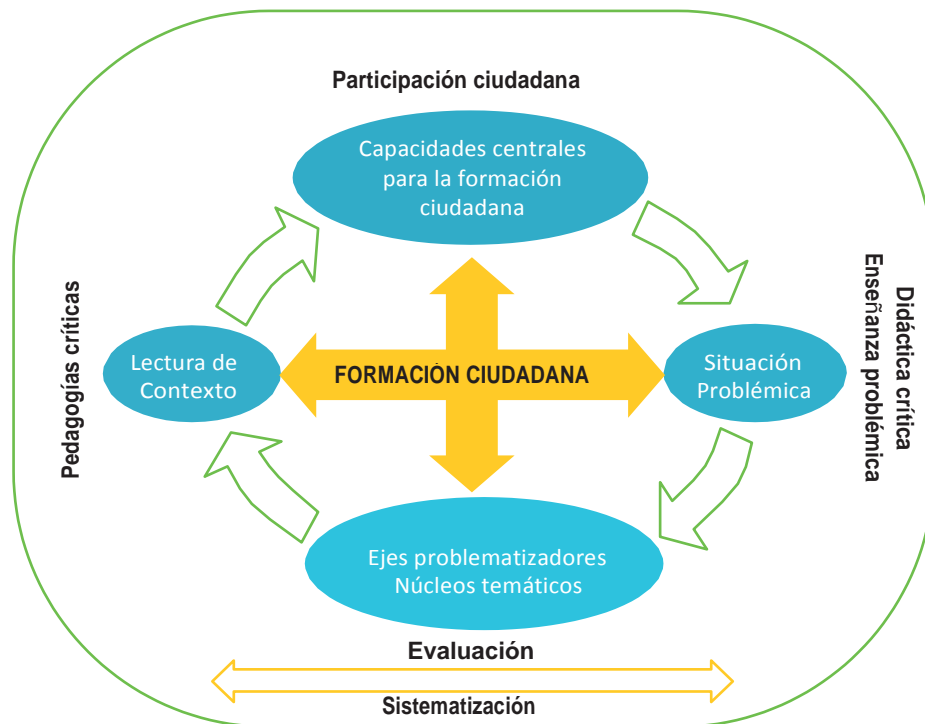 Participación ciudadana
Capacidades centrales
para la formación
ciudadana
Pedagogías críticas
Lectura de
Contexto
FORMACIÓN CIUDADANA
Situación
Problémica
Didáctica crítica
Enseñanza problémica
Ejes problematizadores
Núcleos temáticos
Evaluación
Sistematización